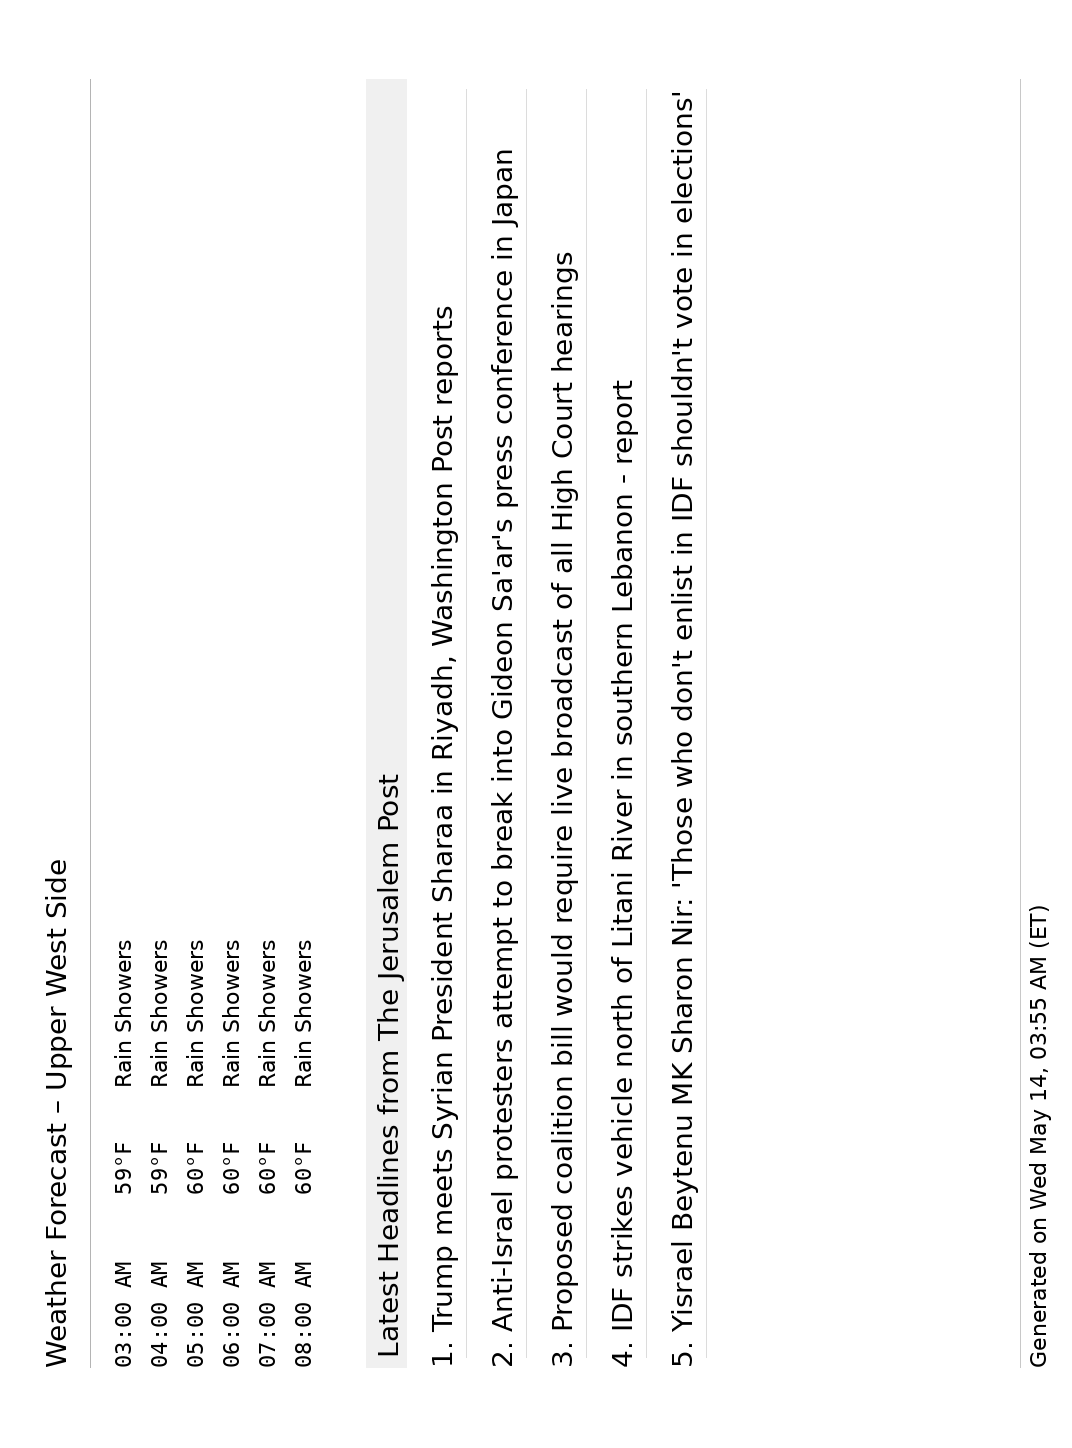 Weather Forecast – Upper West Side
03:00 AM 59°F Rain Showers
04:00 AM 59°F Rain Showers
05:00 AM 60°F Rain Showers
06:00 AM 60°F Rain Showers
07:00 AM 60°F Rain Showers
08:00 AM 60°F Rain Showers
Latest Headlines from The Jerusalem Post
1. Trump meets Syrian President Sharaa in Riyadh, Washington Post reports
2. Anti-Israel protesters attempt to break into Gideon Sa'ar's press conference in Japan
3. Proposed coalition bill would require live broadcast of all High Court hearings
4. IDF strikes vehicle north of Litani River in southern Lebanon - report
5. Yisrael Beytenu MK Sharon Nir: 'Those who don't enlist in IDF shouldn't vote in elections'
Generated on Wed May 14, 03:55 AM (ET)